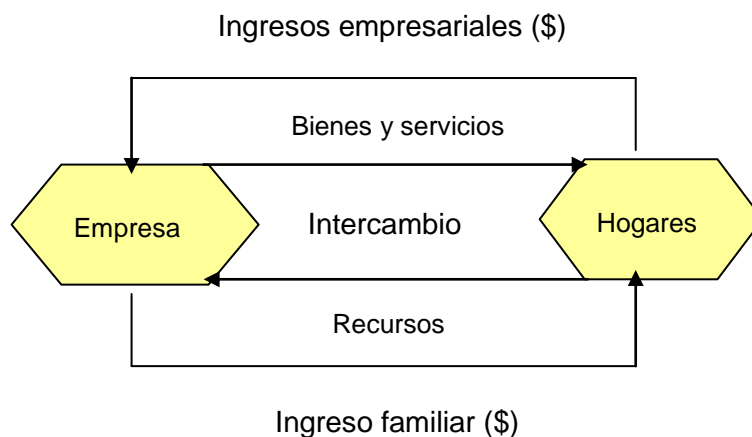 Ingresos empresariales ($)
Bienes y servicios
Empresa
Intercambio
Hogares
Recursos
Ingreso familiar ($)